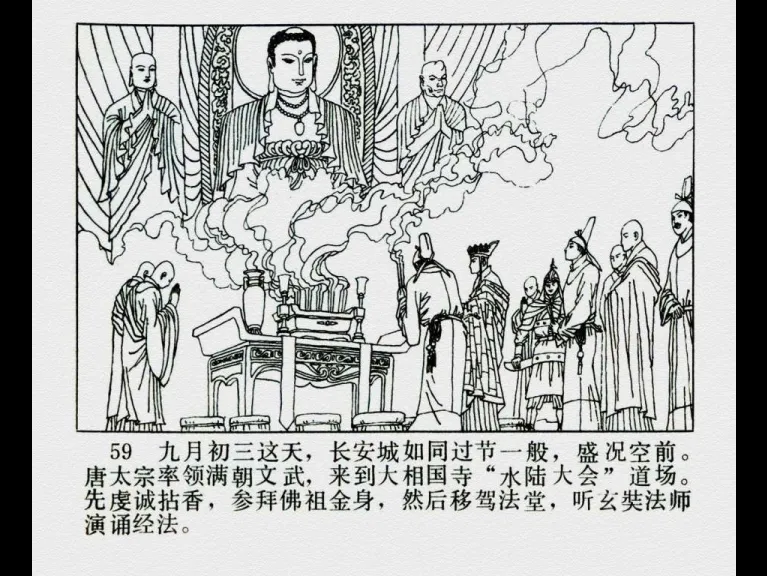 59 九月初三这天，长安城如同过节一般，盛况空前。
唐太宗率领满朝文武，来到大相国寺“水陆大会”道场。
先虔诚拈香，参拜佛祖金身，然后移驾法堂，听玄奘法师
演诵经法。